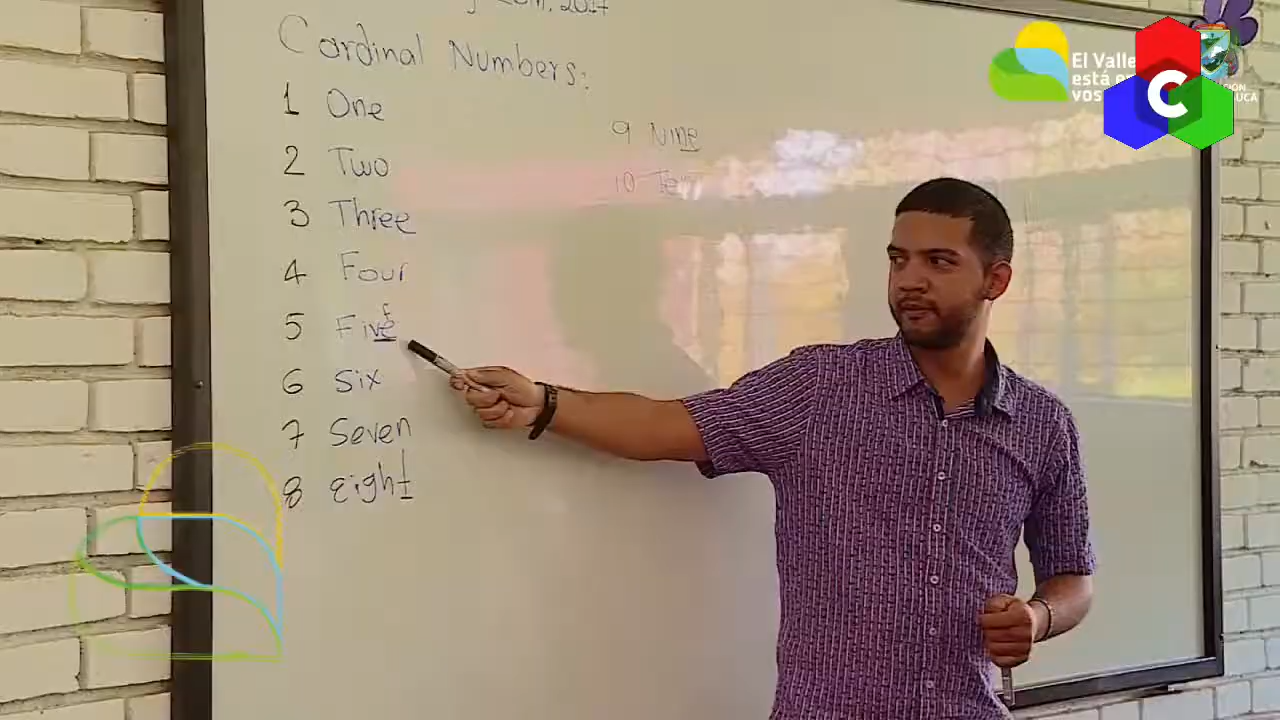 Cardinal Numbers:
1 One
2 Two
3 Three
4 Four
f
5 Five
6 Six
7 Seven
8 eight
9 Nine
10 Ten
El Valle
está en
vos
C